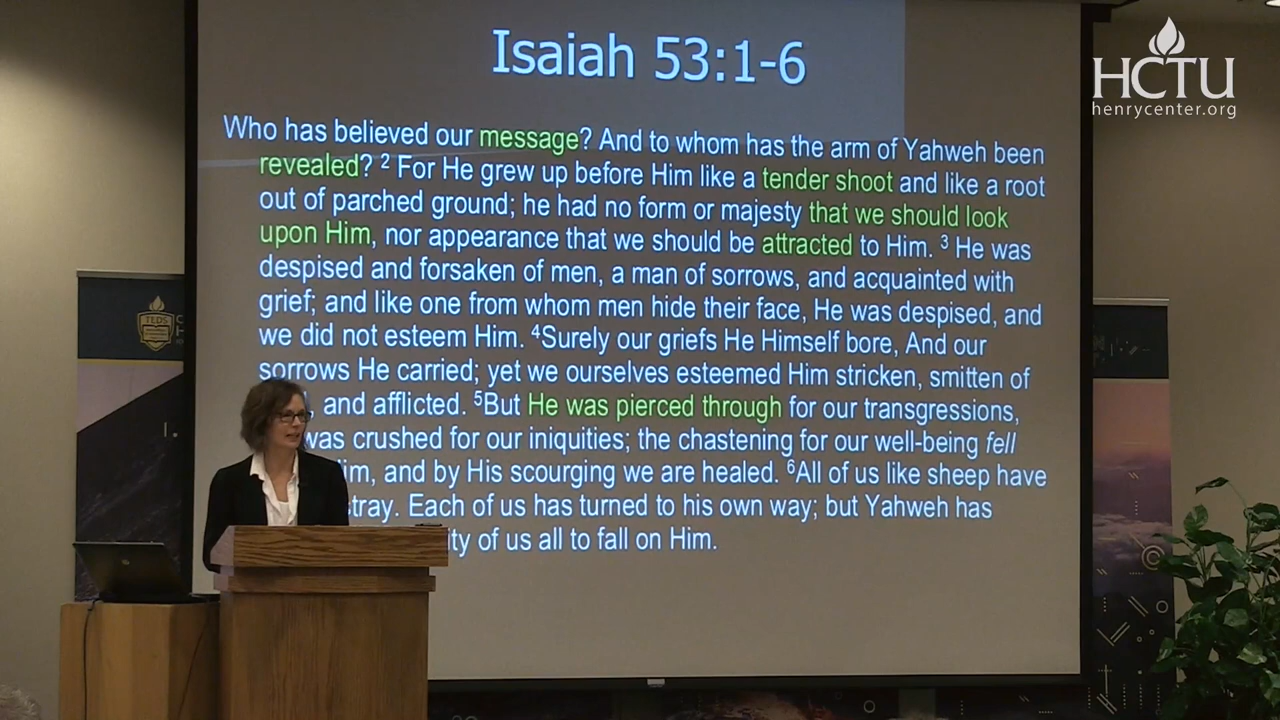 HCTU
henrycenter.org
Isaiah 53:1-6
Who has believed our message? And to whom has the arm of Yahweh been
revealed? 2 For He grew up before Him like a tender shoot and like a root
out of parched ground; he had no form or majesty that we should look
upon Him, nor appearance that we should be attracted to Him. 3 He was
despised and forsaken of men, a man of sorrows, and acquainted with
grief; and like one from whom men hide their face, He was despised, and
we did not esteem Him. 4Surely our griefs He Himself bore, And our
sorrows He carried; yet we ourselves esteemed Him stricken, smitten of
, and afflicted. 5But He was pierced through for our transgressions,
was crushed for our iniquities; the chastening for our well-being fell
im, and by His scourging we are healed. 6All of us like sheep have
tray. Each of us has turned to his own way; but Yahweh has
ity of us all to fall on Him.
TEDS